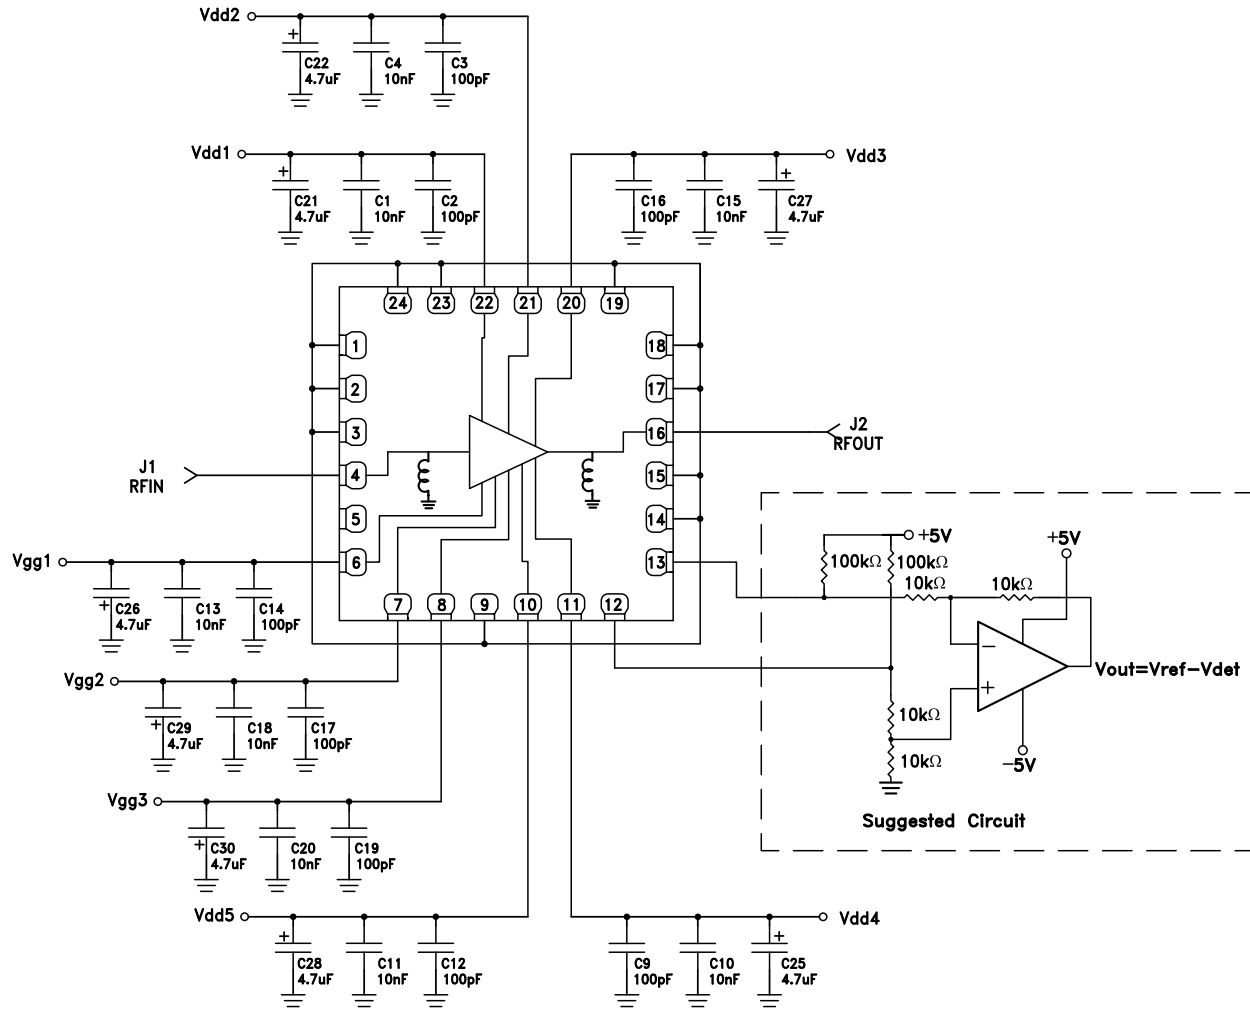 Vdd2
+
C22
4.7uF
C4
10nF
C3
100pF
Vdd1
+
C21
4.7uF
C1
10nF
C2
100pF
Vdd3
C16
100pF
C15
10nF
+
C27
4.7uF
24
23
22
21
20
19
1
2
3
4
5
6
18
17
16
15
14
13
7
8
9
10
11
12
J1
RFIN
J2
RFOUT
Vgg1
+
C26
4.7uF
C13
10nF
C14
100pF
Vgg2
+
C29
4.7uF
C18
10nF
C17
100pF
Vgg3
+
C30
4.7uF
C20
10nF
C19
100pF
Vdd5
+
C28
4.7uF
C11
10nF
C12
100pF
Vdd4
C9
100pF
C10
10nF
+
C25
4.7uF
+5V
+5V
100kΩ
100kΩ
10kΩ
10kΩ
−
+
Vout=Vref-Vdet
10kΩ
10kΩ
−5V
Suggested Circuit